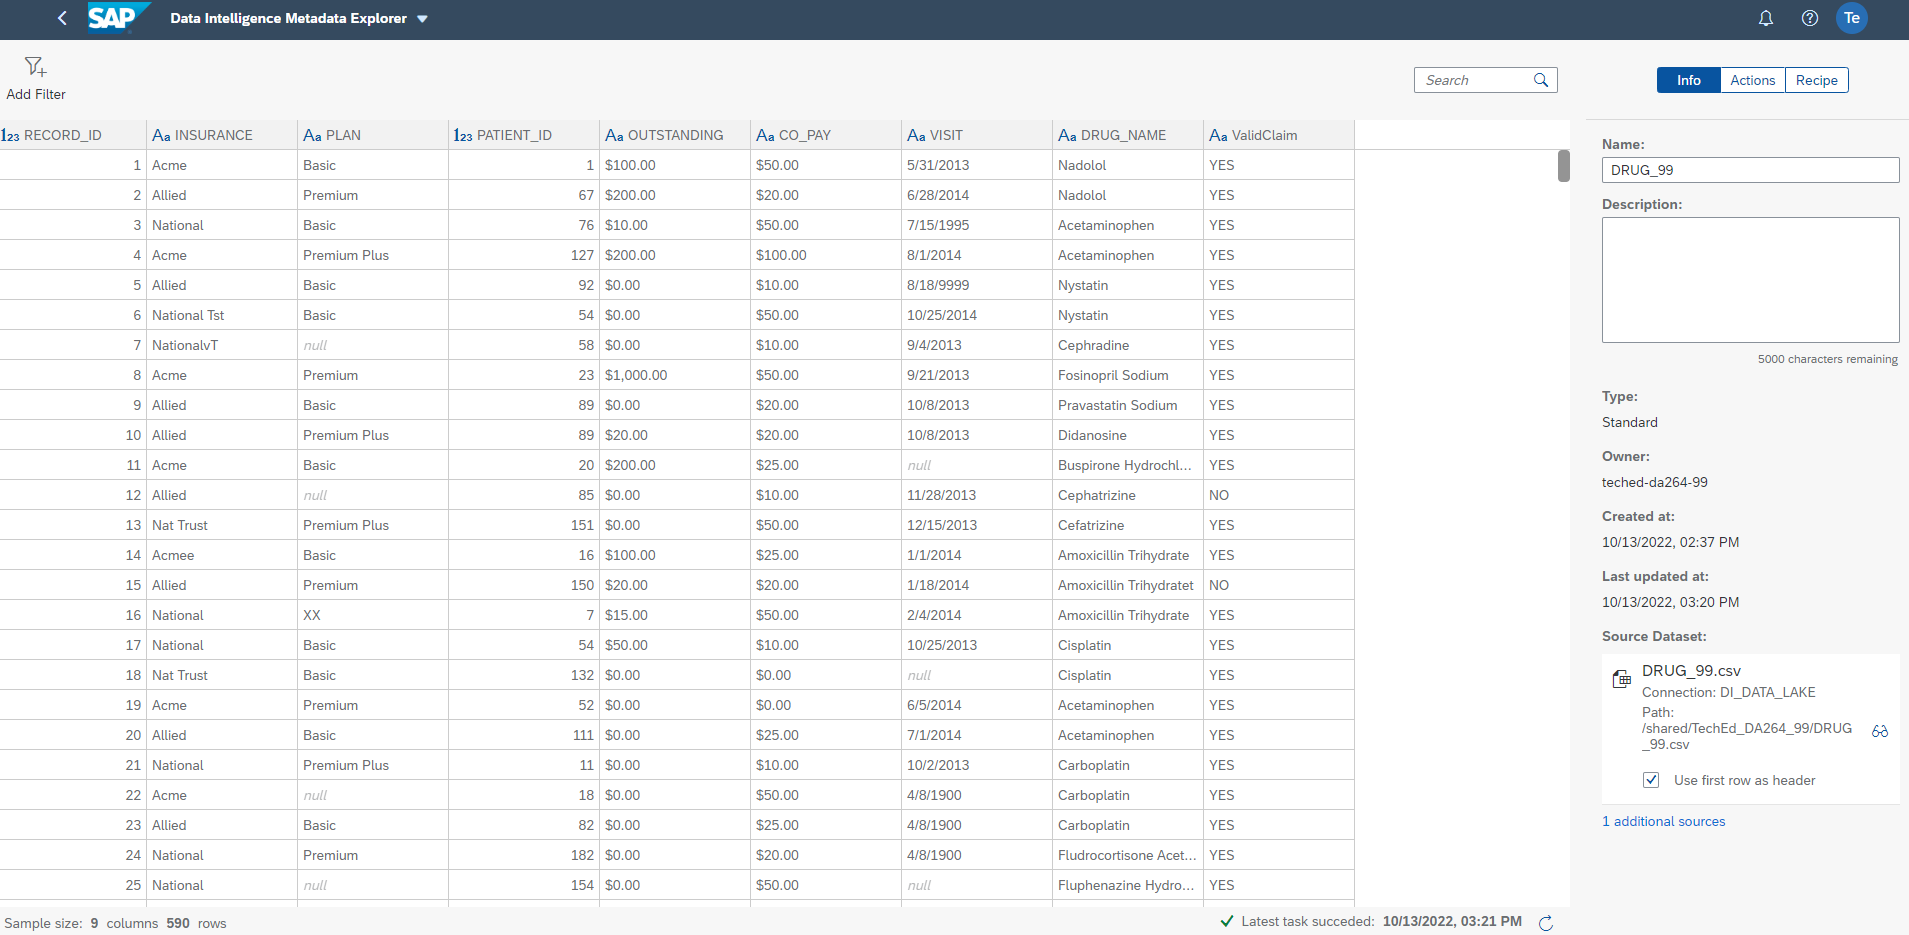 SAP Data Intelligence Metadata Explorer Te
Add Filter
Search
Info Actions Recipe
123 RECORD_ID Aa INSURANCE Aa PLAN 123 PATIENT_ID Aa OUTSTANDING Aa CO_PAY Aa VISIT Aa DRUG_NAME Aa ValidClaim
1 Acme Basic 1 $100.00 $50.00 5/31/2013 Nadolol YES
2 Allied Premium 67 $200.00 $20.00 6/28/2014 Nadolol YES
3 National Basic 76 $10.00 $50.00 7/15/1995 Acetaminophen YES
4 Acme Premium Plus 127 $200.00 $100.00 8/1/2014 Acetaminophen YES
5 Allied Basic 92 $0.00 $10.00 8/18/9999 Nystatin YES
6 National Tst Basic 54 $0.00 $50.00 10/25/2014 Nystatin YES
7 NationalvT null 58 $0.00 $10.00 9/4/2013 Cephradine YES
8 Acme Premium 23 $1,000.00 $50.00 9/21/2013 Fosinopril Sodium YES
9 Allied Basic 89 $0.00 $20.00 10/8/2013 Pravastatin Sodium YES
10 Allied Premium Plus 89 $20.00 $20.00 10/8/2013 Didanosine YES
11 Acme Basic 20 $200.00 $25.00 null Buspirone Hydrochl... YES
12 Allied null 85 $0.00 $10.00 11/28/2013 Cephatrizine NO
13 Nat Trust Premium Plus 151 $0.00 $50.00 12/15/2013 Cefatrizine YES
14 Acmee Basic 16 $100.00 $25.00 1/1/2014 Amoxicillin Trihydrate YES
15 Allied Premium 150 $20.00 $20.00 1/18/2014 Amoxicillin Trihydratet NO
16 National XX 7 $15.00 $50.00 2/4/2014 Amoxicillin Trihydrate YES
17 National Basic 54 $50.00 $10.00 10/25/2013 Cisplatin YES
18 Nat Trust Basic 132 $0.00 $0.00 null Cisplatin YES
19 Acme Premium 52 $0.00 $0.00 6/5/2014 Acetaminophen YES
20 Allied Basic 111 $0.00 $25.00 7/1/2014 Acetaminophen YES
21 National Premium Plus 11 $0.00 $10.00 10/2/2013 Carboplatin YES
22 Acme null 18 $0.00 $50.00 4/8/1900 Carboplatin YES
23 Allied Basic 82 $0.00 $25.00 4/8/1900 Carboplatin YES
24 National Premium 182 $0.00 $20.00 4/8/1900 Fludrocortisone Acet... YES
25 National null 154 $0.00 $50.00 null Fluphenazine Hydro... YES
Sample size: 9 columns 590 rows
Latest task succeded: 10/13/2022, 03:21 PM
Name:
DRUG_99
Description:
5000 characters remaining
Type:
Standard
Owner:
teched-da264-99
Created at:
10/13/2022, 02:37 PM
Last updated at:
10/13/2022, 03:20 PM
Source Dataset:
DRUG_99.csv
Connection: DI_DATA_LAKE
Path:
/shared/TechEd_DA264_99/DRUG
_99.csv
Use first row as header
1 additional sources